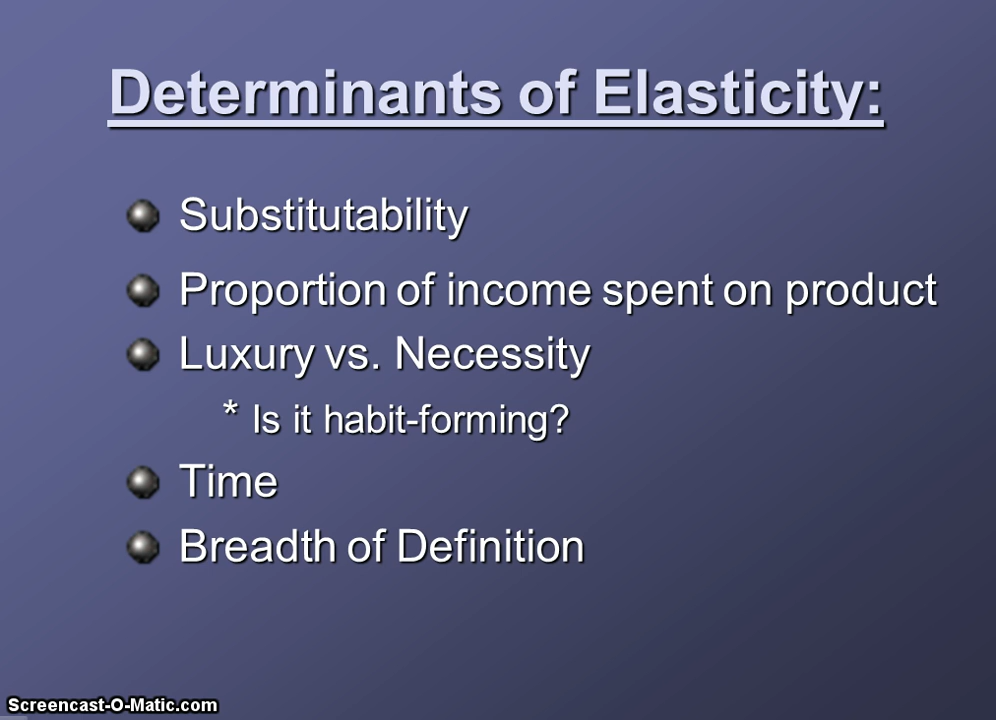 Determinants of Elasticity:
Substitutability
Proportion of income spent on product
Luxury vs. Necessity
* Is it habit-forming?
Time
Breadth of Definition
Screencast-O-Matic.com